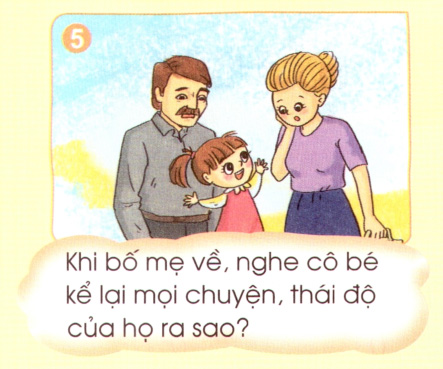 5
Khi bố mẹ về, nghe cô bé
kể lại mọi chuyện, thái độ
của họ ra sao?